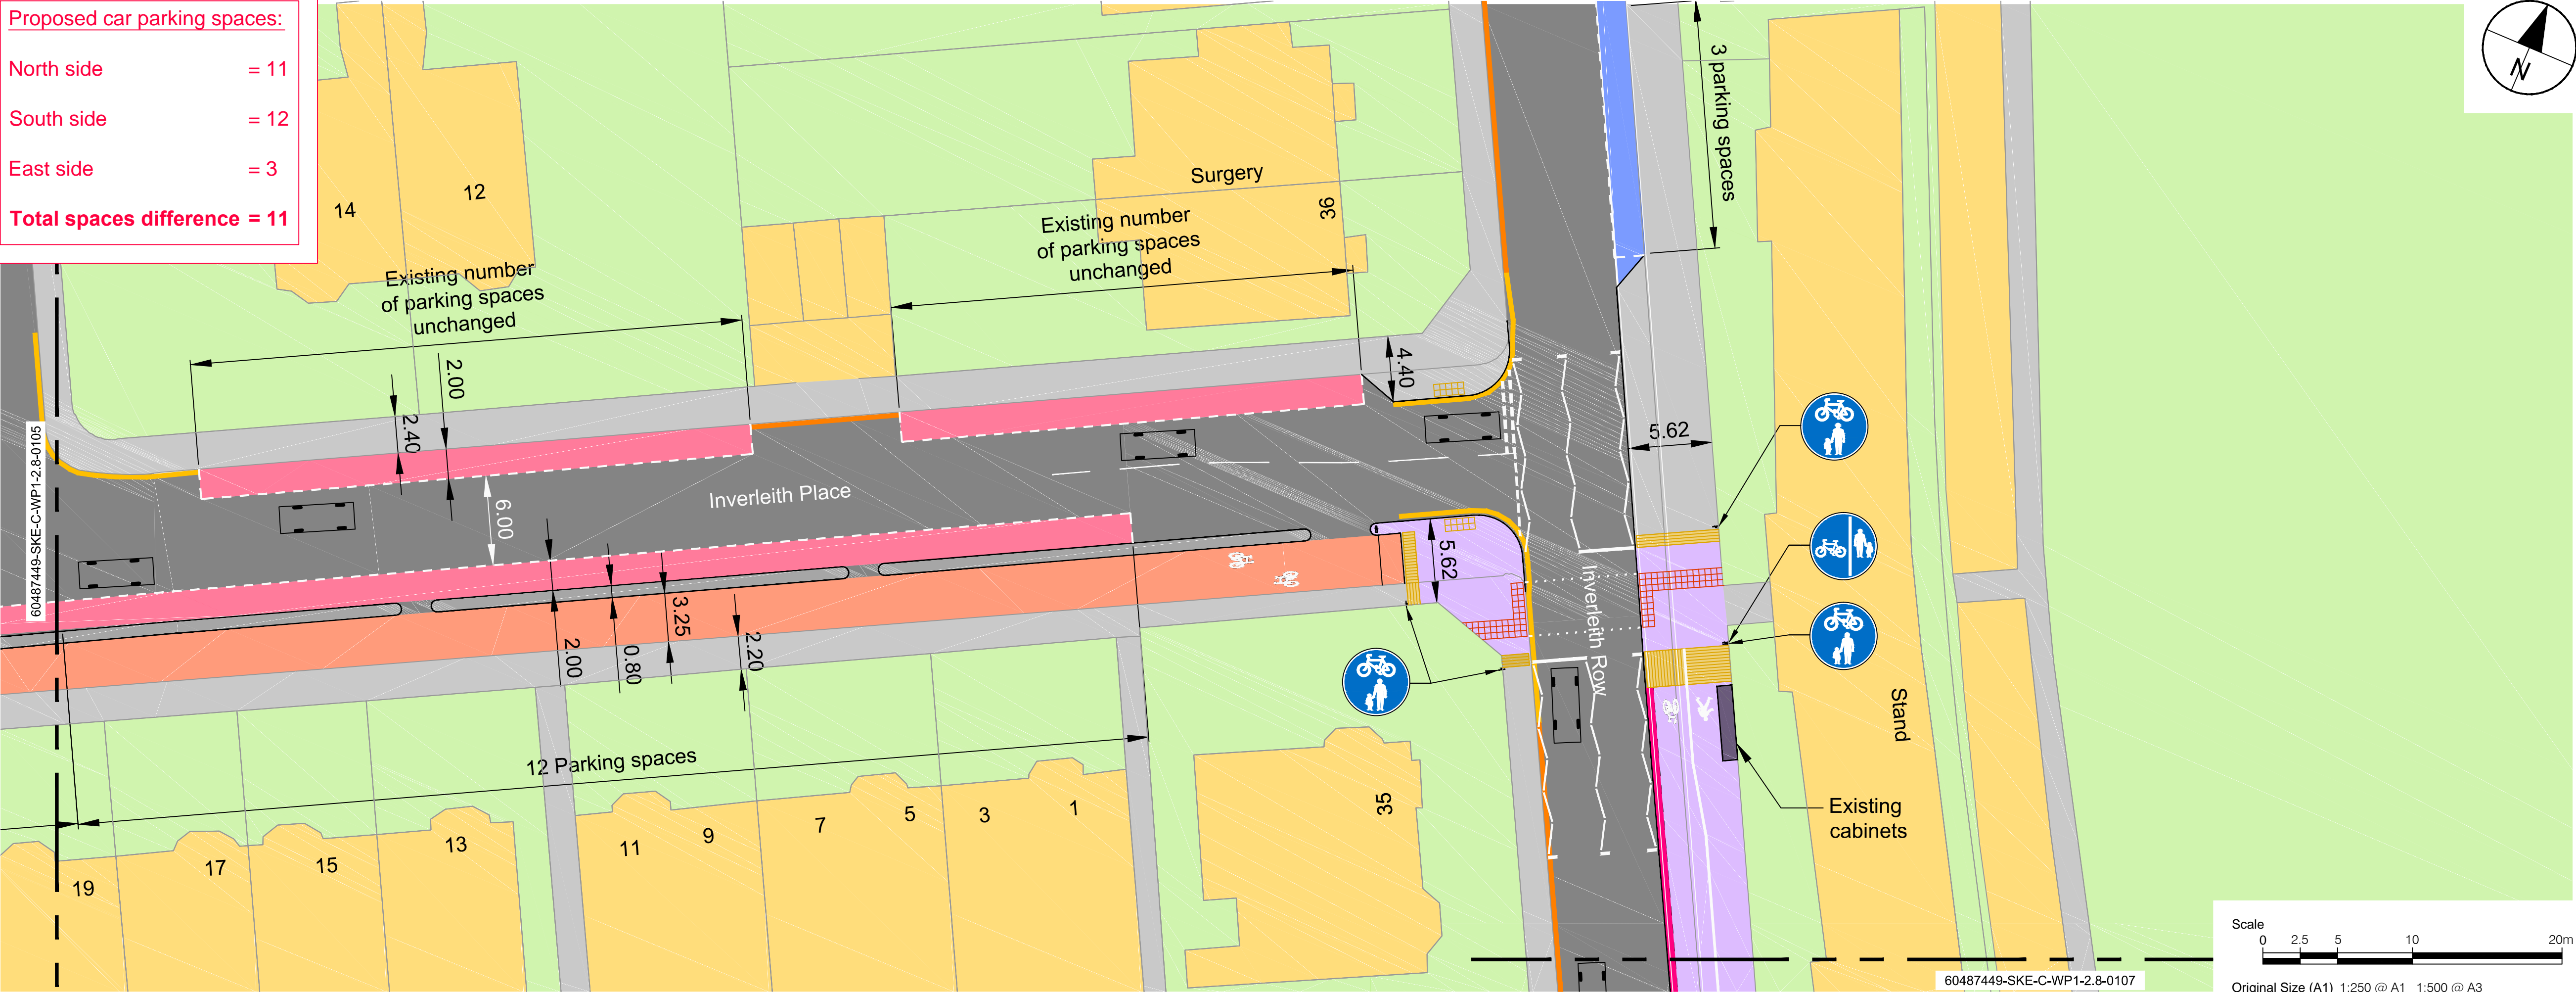 Proposed car parking spaces:
North side = 11
South side = 12
East side = 3
Total spaces difference = 11
14
12
Existing number
of parking spaces
unchanged
Surgery
36
Existing number
of parking spaces
unchanged
3 parking spaces
N
2.00
2.40
4.40
5.62
60487449-SKE-C-WP1-2.8-0105
6.00
Inverleith Place
5.62
Inverleith Row
2.00
0.80
3.25
2.20
12 Parking spaces
Stand
Existing
cabinets
19
17
15
13
11
9
7
5
3
1
35
60487449-SKE-C-WP1-2.8-0107
Scale
0 2.5 5 10 20m
Original Size (A1) 1:250 @ A1 1:500 @ A3